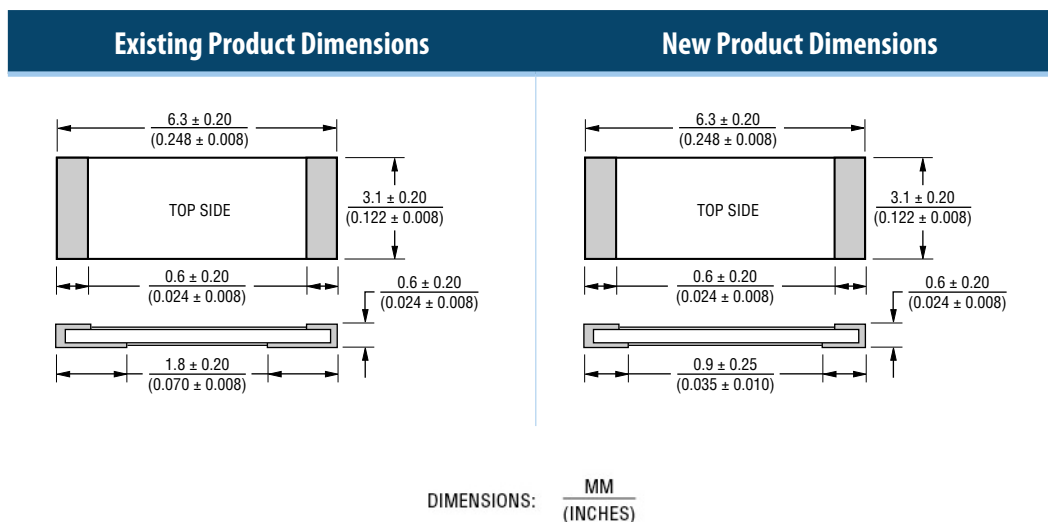 Existing Product Dimensions
New Product Dimensions
6.3 ± 0.20
(0.248 ± 0.008)
TOP SIDE
3.1 ± 0.20
(0.122 ± 0.008)
0.6 ± 0.20
(0.024 ± 0.008)
0.6 ± 0.20
(0.024 ± 0.008)
1.8 ± 0.20
(0.070 ± 0.008)
6.3 ± 0.20
(0.248 ± 0.008)
TOP SIDE
3.1 ± 0.20
(0.122 ± 0.008)
0.6 ± 0.20
(0.024 ± 0.008)
0.6 ± 0.20
(0.024 ± 0.008)
0.9 ± 0.25
(0.035 ± 0.010)
DIMENSIONS: MM
(INCHES)